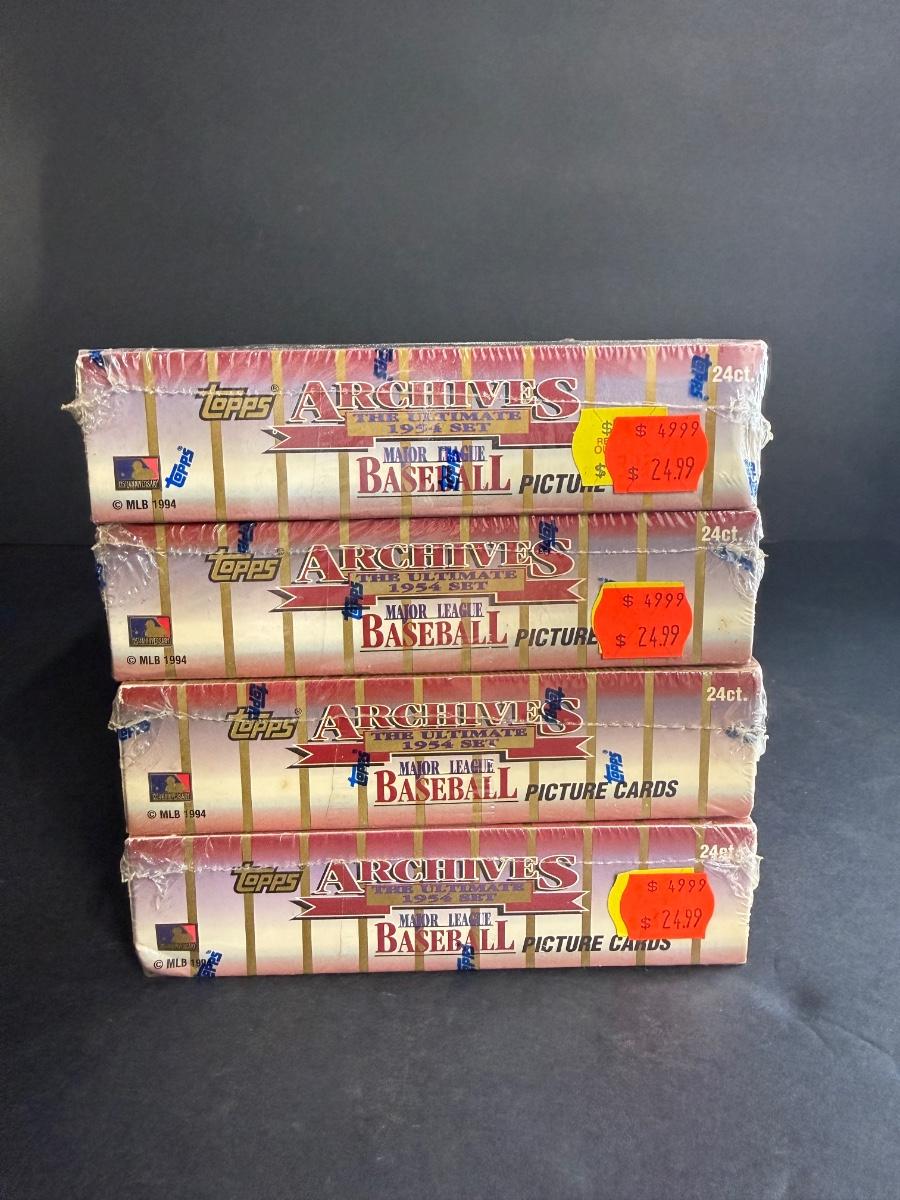 24ct.
topps®
ARCHIVES
THE ULTIMATE
1954 SET
MAJOR LEAGUE
BASEBALL PICTURE
© MLB 1994
$ 4999
$ 24.99
24ct.
topps®
ARCHIVES
THE ULTIMATE
1954 SET
MAJOR LEAGUE
BASEBALL PICTURE
© MLB 1994
$ 4999
$ 24.99
24ct.
topps®
ARCHIVES
THE ULTIMATE
1954 SET
MAJOR LEAGUE
BASEBALL PICTURE CARDS
© MLB 1994
24ct.
topps
ARCHIVES
THE ULTIMATE
1954 SET
MAJOR LEAGUE
BASEBALL PICTURE CARDS
© MLB 1994
$ 4999
$ 24.99